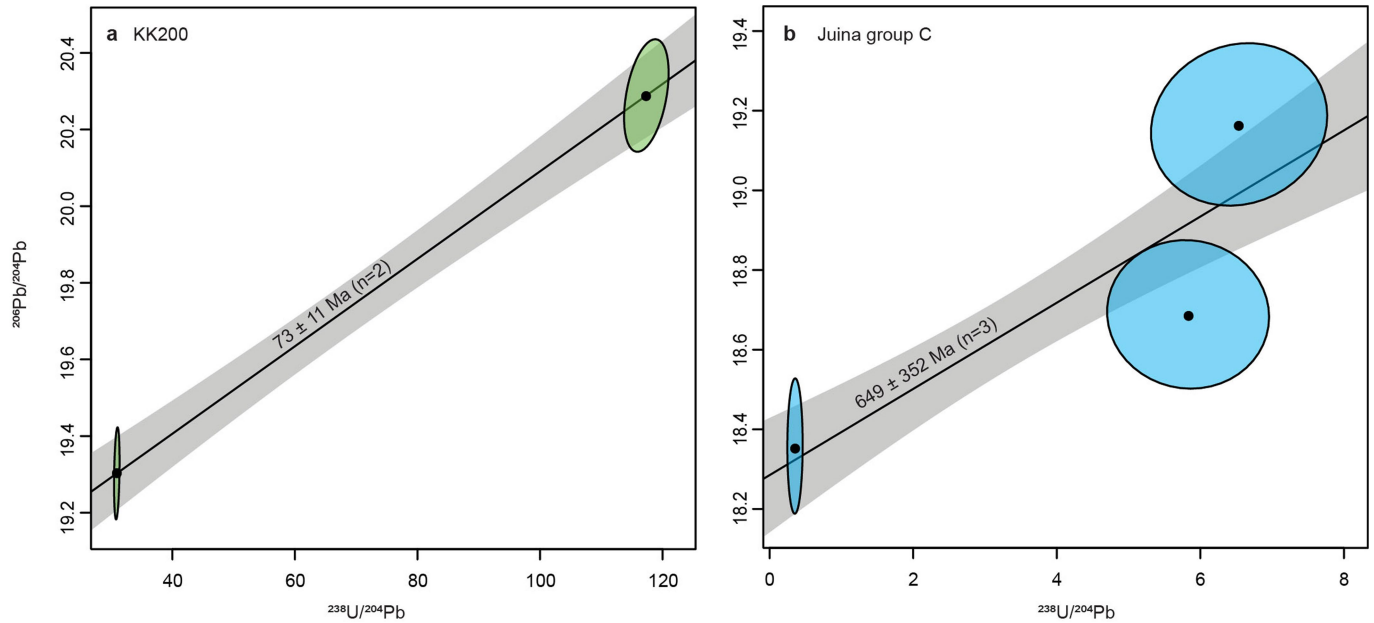 a KK200
20.4
20.2
20.0
19.8
19.6
19.4
19.2
²⁰⁶Pb/²⁰⁴Pb
73 ± 11 Ma (n=2)
40 60 80 100 120
²³⁸U/²⁰⁴Pb
b Juina group C
19.4
19.2
19.0
18.8
18.6
18.4
18.2
649 ± 352 Ma (n=3)
0 2 4 6 8
²³⁸U/²⁰⁴Pb